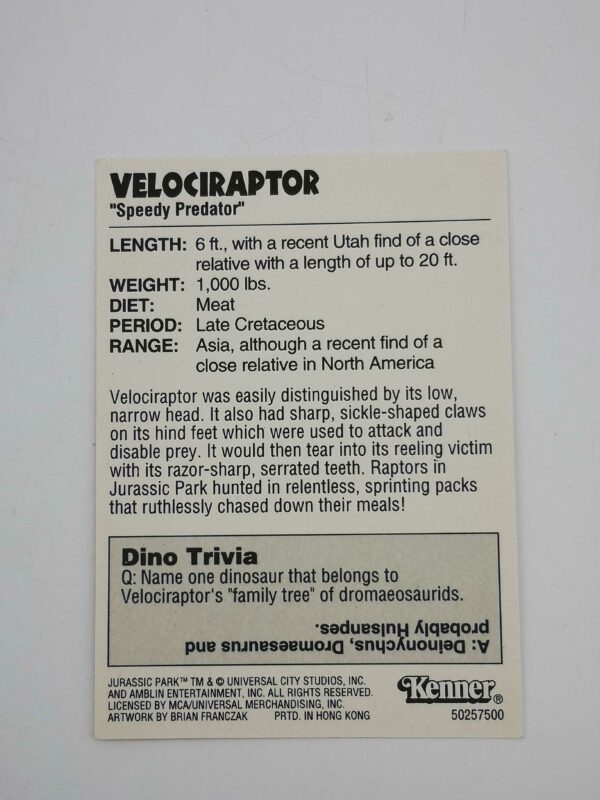 VELOCIRAPTOR
"Speedy Predator"
LENGTH: 6 ft., with a recent Utah find of a close
relative with a length of up to 20 ft.
WEIGHT: 1,000 lbs.
DIET: Meat
PERIOD: Late Cretaceous
RANGE: Asia, although a recent find of a
close relative in North America
Velociraptor was easily distinguished by its low,
narrow head. It also had sharp, sickle-shaped claws
on its hind feet which were used to attack and
disable prey. It would then tear into its reeling victim
with its razor-sharp, serrated teeth. Raptors in
Jurassic Park hunted in relentless, sprinting packs
that ruthlessly chased down their meals!
Dino Trivia
Q: Name one dinosaur that belongs to
Velociraptor's "family tree" of dromaeosaurids.
A: Deinonychus, Dromaesaurus and
probably Hulsanpes.
JURASSIC PARK™ TM & © UNIVERSAL CITY STUDIOS, INC.
AND AMBLIN ENTERTAINMENT, INC. ALL RIGHTS RESERVED.
LICENSED BY MCA/UNIVERSAL MERCHANDISING, INC.
ARTWORK BY BRIAN FRANCZAK PRTD. IN HONG KONG
Kenner®
50257500